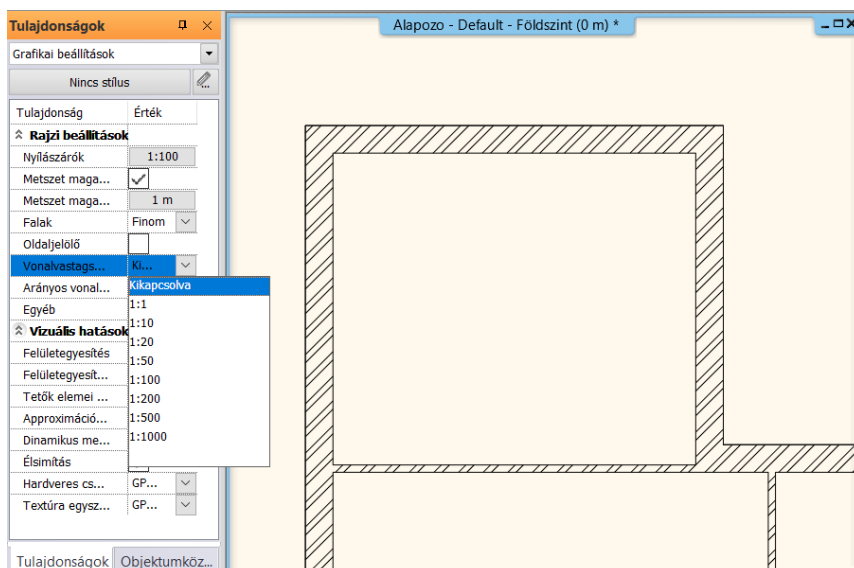 Tulajdonságok
Alapozo - Default - Földszint (0 m) *
Grafikai beállítások
Nincs stílus
Tulajdonság Érték
Rajzi beállítások
Nyílászárók 1:100
Metszet maga...
Metszet maga... 1 m
Falak Finom
Oldaljelölő
Vonalvastags... Ki...
Arányos vonal... Kikapcsolva
1:1
Egyéb
1:10
Vizuális hatások
1:20
Felületegyesítés
1:50
Felületegyesít...
1:100
Tetők elemei ...
1:200
Approximáció...
1:500
Dinamikus me...
1:1000
Élsimítás
Hardveres cs... GP...
Textúra egysz... GP...
Tulajdonságok Objektumköz...